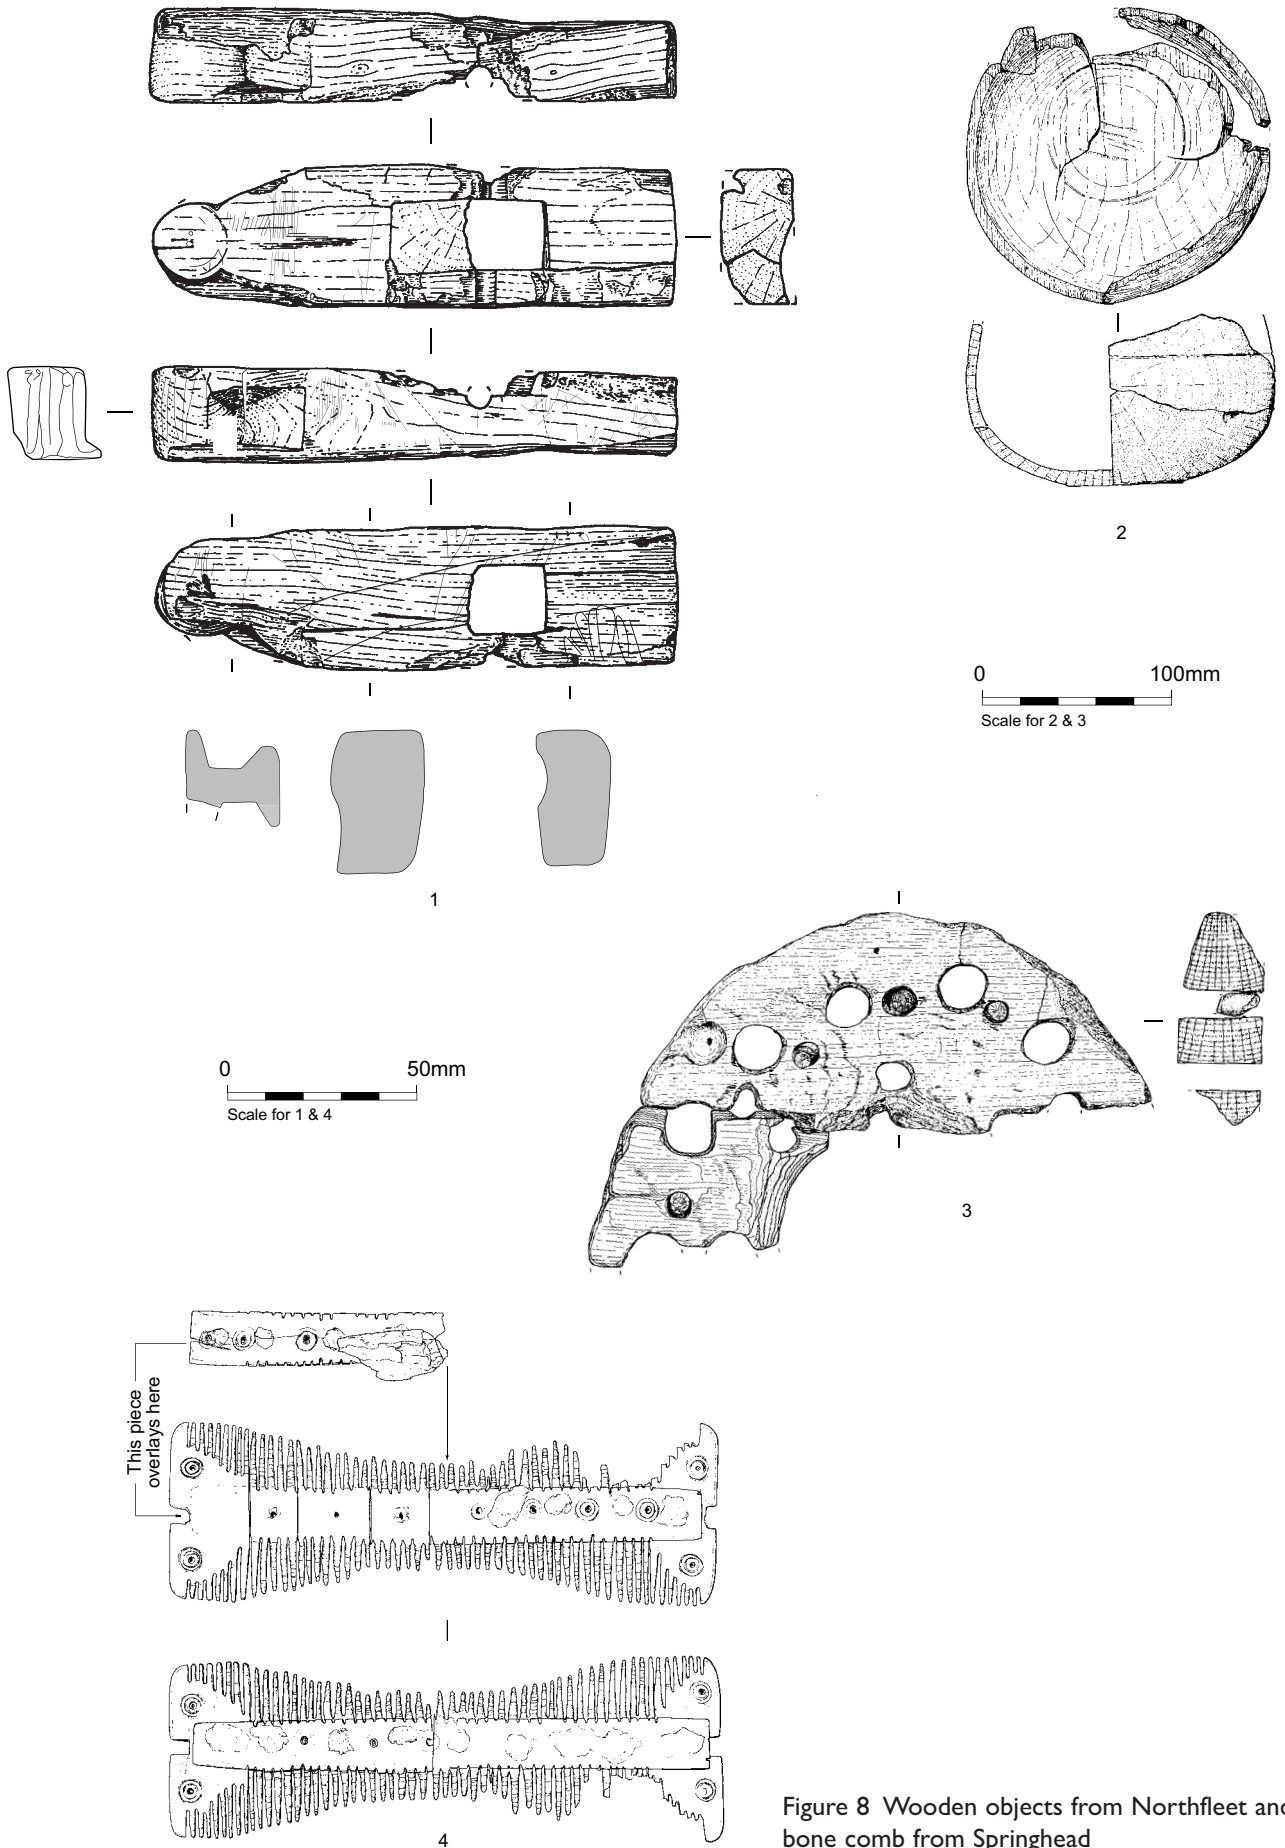 2
0 100mm
Scale for 2 & 3
1
0 50mm
Scale for 1 & 4
3
This piece
overlays here
4
Figure 8 Wooden objects from Northfleet and
bone comb from Springhead